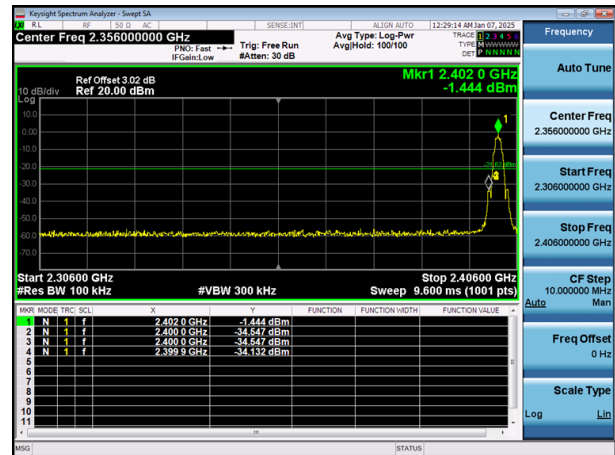 Keysight Spectrum Analyzer - Swept SA
RL RF 50 Ω AC SENSE:INT ALIGN AUTO 12:29:14 AM Jan 07, 2025
Center Freq 2.356000000 GHz
PNO: Fast
IFGain:Low
Trig: Free Run
#Atten: 30 dB
Avg Type: Log-Pwr
Avg|Hold: 100/100
TRACE 1 2 3 4 5 6
TYPE M WWWWW
DET P NNNNN
Frequency
Auto Tune
Center Freq
2.356000000 GHz
Start Freq
2.306000000 GHz
Stop Freq
2.406000000 GHz
CF Step
10.000000 MHz
Auto Man
Freq Offset
0 Hz
Scale Type
Log Lin
Ref Offset 3.02 dB
10 dB/div Ref 20.00 dBm
Mkr1 2.402 0 GHz
-1.444 dBm
Log
10.0
0.00
-10.0
-20.0
-30.0
-40.0
-50.0
-60.0
-70.0
1
Start 2.30600 GHz
Stop 2.40600 GHz
#Res BW 100 kHz #VBW 300 kHz Sweep 9.600 ms (1001 pts)
MKR MODE TRC SCL X Y FUNCTION FUNCTION WIDTH FUNCTION VALUE
1 N 1 f 2.402 0 GHz -1.444 dBm
2 N 1 f 2.400 0 GHz -34.547 dBm
3 N 1 f 2.400 0 GHz -34.547 dBm
4 N 1 f 2.399 9 GHz -34.132 dBm
5
6
7
8
9
10
11
MSG STATUS